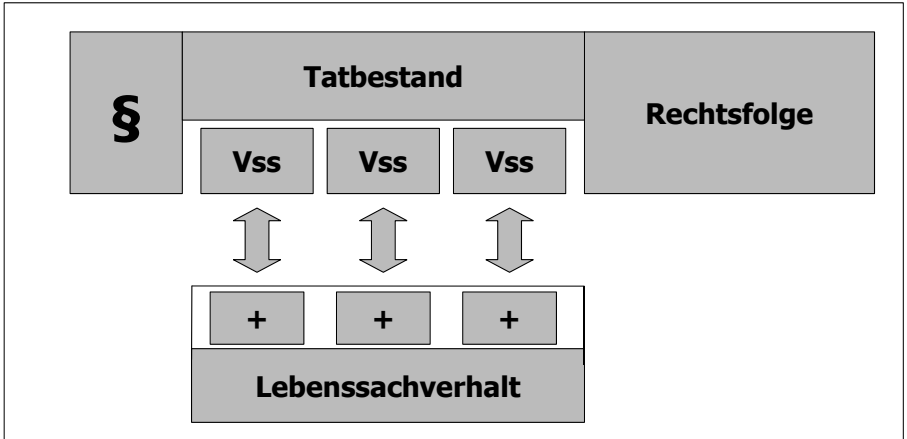 §
Tatbestand
Rechtsfolge
Vss Vss Vss
+ + +
Lebenssachverhalt